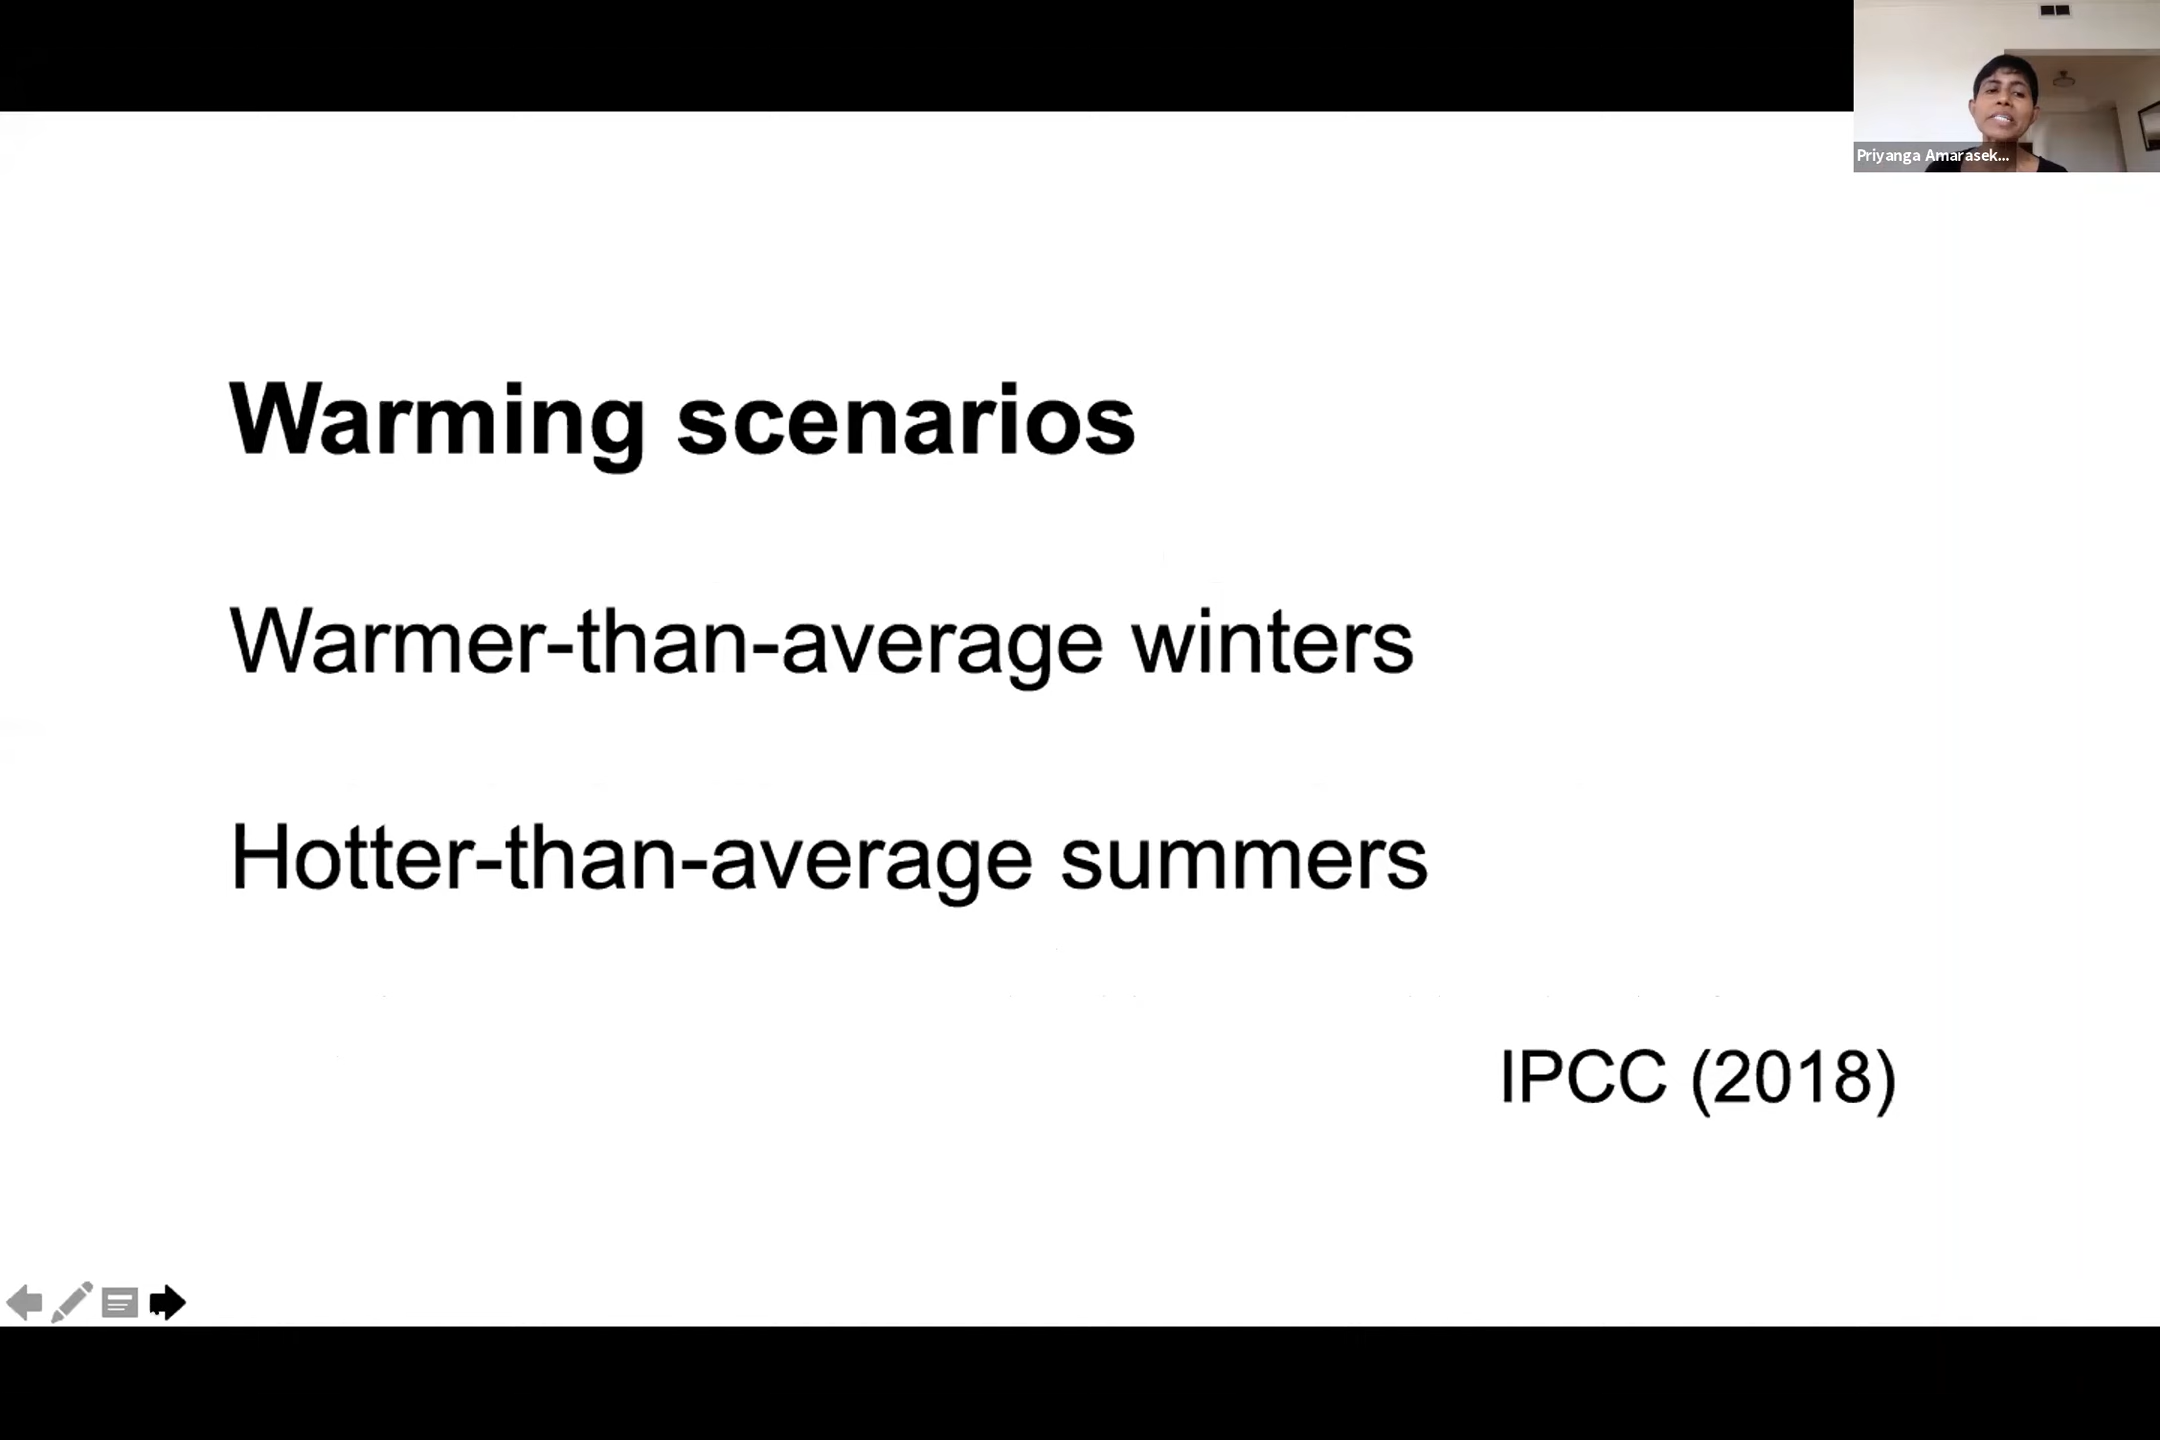 Priyanga Amarasek...
Warming scenarios
Warmer-than-average winters
Hotter-than-average summers
IPCC (2018)